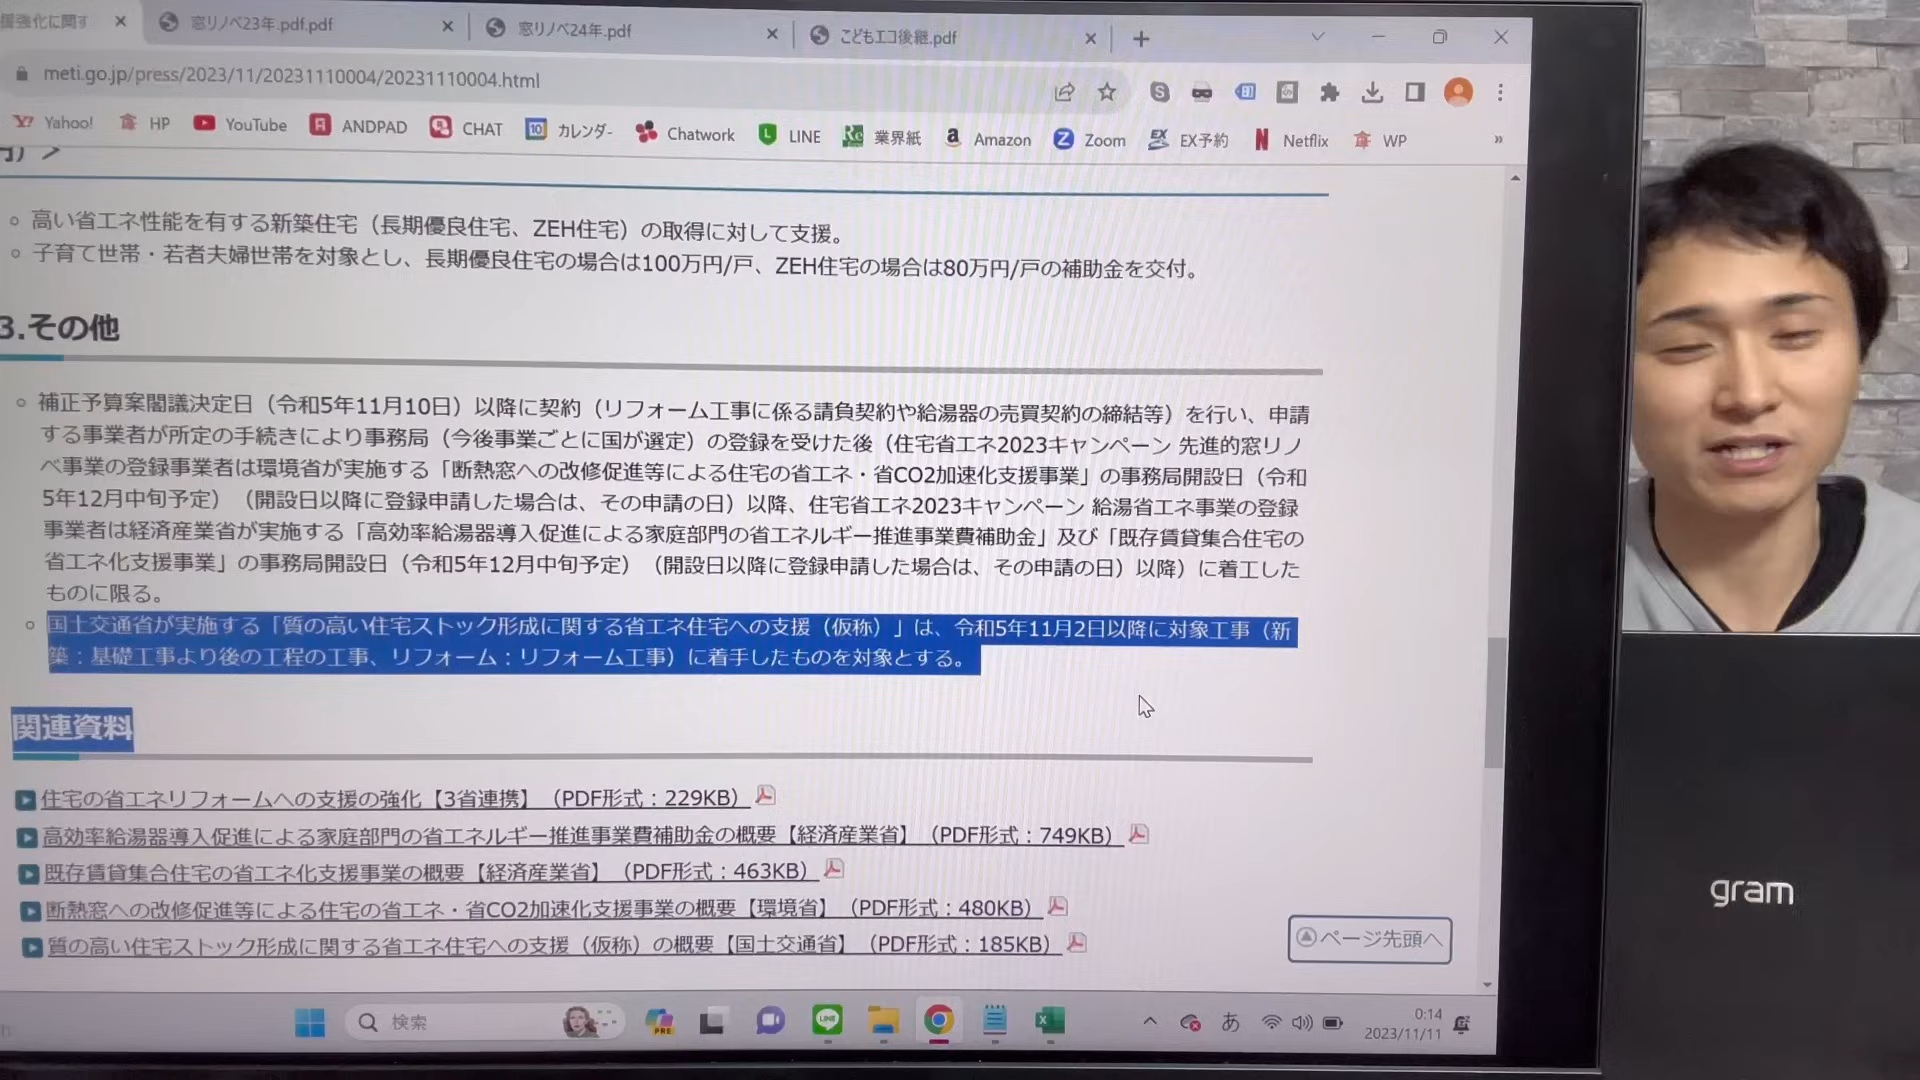 援強化に関す
窓リノベ23年.pdf.pdf
窓リノベ24年.pdf
こどもエコ後継.pdf
meti.go.jp/press/2023/11/20231110004/20231110004.html
Yahoo! HP YouTube ANDPAD CHAT カレンダ- Chatwork LINE 業界紙 Amazon Zoom EX予約 Netflix WP »
高い省エネ性能を有する新築住宅（長期優良住宅、ZEH住宅）の取得に対して支援。
子育て世帯・若者夫婦世帯を対象とし、長期優良住宅の場合は100万円/戸、ZEH住宅の場合は80万円/戸の補助金を交付。
3.その他
補正予算案閣議決定日（令和5年11月10日）以降に契約（リフォーム工事に係る請負契約や給湯器の売買契約の締結等）を行い、申請
する事業者が所定の手続きにより事務局（今後事業ごとに国が選定）の登録を受けた後（住宅省エネ2023キャンペーン 先進的窓リノ
ベ事業の登録事業者は環境省が実施する「断熱窓への改修促進等による住宅の省エネ・省CO2加速化支援事業」の事務局開設日（令和
5年12月中旬予定）（開設日以降に登録申請した場合は、その申請の日）以降、住宅省エネ2023キャンペーン 給湯省エネ事業の登録
事業者は経済産業省が実施する「高効率給湯器導入促進による家庭部門の省エネルギー推進事業費補助金」及び「既存賃貸集合住宅の
省エネ化支援事業」の事務局開設日（令和5年12月中旬予定）（開設日以降に登録申請した場合は、その申請の日）以降）に着工した
ものに限る。
国土交通省が実施する「質の高い住宅ストック形成に関する省エネ住宅への支援（仮称）」は、令和5年11月2日以降に対象工事（新
築：基礎工事より後の工程の工事、リフォーム：リフォーム工事）に着手したものを対象とする。
関連資料
住宅の省エネリフォームへの支援の強化【3省連携】（PDF形式：229KB）
高効率給湯器導入促進による家庭部門の省エネルギー推進事業費補助金の概要【経済産業省】（PDF形式：749KB）
既存賃貸集合住宅の省エネ化支援事業の概要【経済産業省】（PDF形式：463KB）
断熱窓への改修促進等による住宅の省エネ・省CO2加速化支援事業の概要【環境省】（PDF形式：480KB）
質の高い住宅ストック形成に関する省エネ住宅への支援（仮称）の概要【国土交通省】（PDF形式：185KB）
ページ先頭へ
検索
PRE
LINE
あ
0:14
2023/11/11
gram